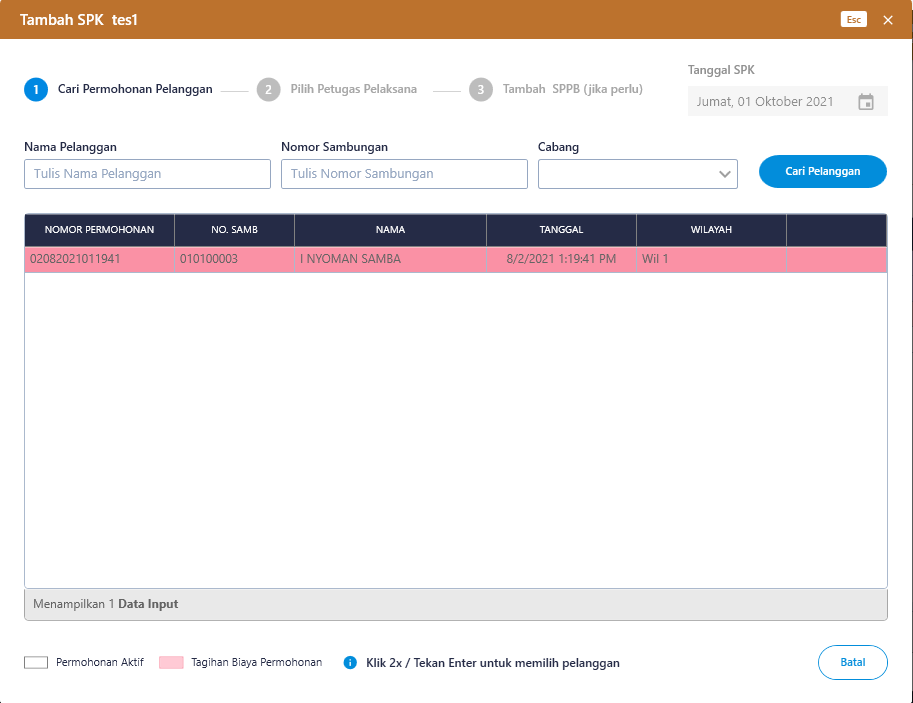 Tambah SPK tes1
Esc
1 Cari Permohonan Pelanggan
2 Pilih Petugas Pelaksana
3 Tambah SPPB (jika perlu)
Tanggal SPK
Jumat, 01 Oktober 2021
Nama Pelanggan Nomor Sambungan Cabang
Tulis Nama Pelanggan Tulis Nomor Sambungan Cari Pelanggan
NOMOR PERMOHONAN NO. SAMB NAMA TANGGAL WILAYAH
02082021011941 010100003 I NYOMAN SAMBA 8/2/2021 1:19:41 PM Wil 1
Menampilkan 1 Data Input
Permohonan Aktif Tagihan Biaya Permohonan i Klik 2x / Tekan Enter untuk memilih pelanggan Batal